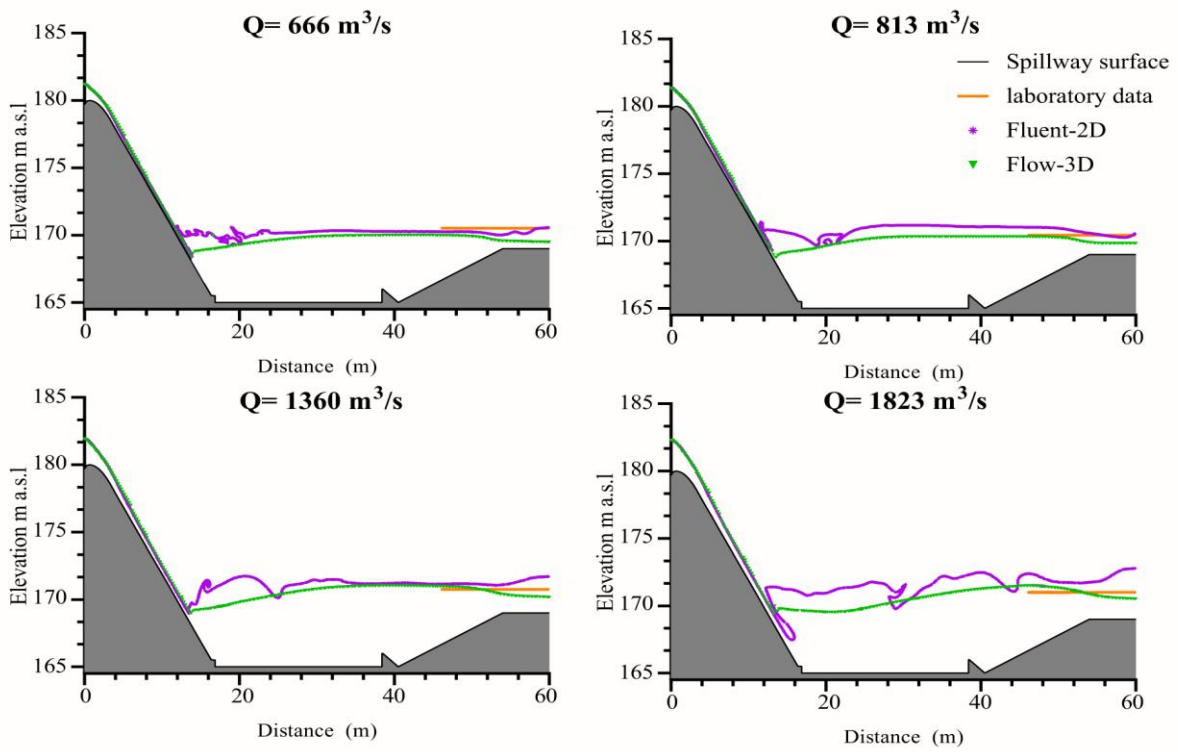 Q= 666 m³/s
185
180
175
170
165
Elevation m a.s.l
0
20
40
60
Distance (m)
Q= 813 m³/s
185
180
175
170
165
Elevation m a.s.l
0
20
40
60
Distance (m)
Spillway surface
laboratory data
Fluent-2D
Flow-3D
Q= 1360 m³/s
185
180
175
170
165
Elevation m a.s.l
0
20
40
60
Distance (m)
Q= 1823 m³/s
185
180
175
170
165
Elevation m a.s.l
0
20
40
60
Distance (m)